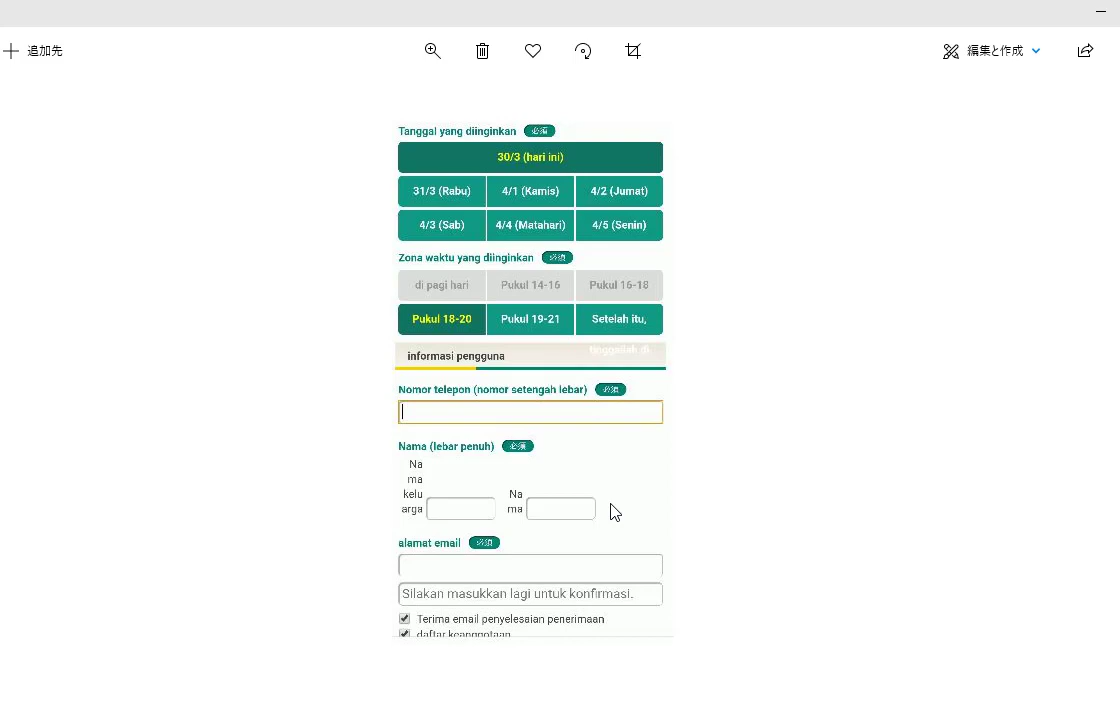 追加先
編集と作成
Tanggal yang diinginkan 必須
30/3 (hari ini)
31/3 (Rabu) 4/1 (Kamis) 4/2 (Jumat)
4/3 (Sab) 4/4 (Matahari) 4/5 (Senin)
Zona waktu yang diinginkan 必須
di pagi hari Pukul 14-16 Pukul 16-18
Pukul 18-20 Pukul 19-21 Setelah itu,
tinggallah di
informasi pengguna
Nomor telepon (nomor setengah lebar) 必須
Nama (lebar penuh) 必須
Na
ma
kelu
arga
Na
ma
alamat email 必須
Silakan masukkan lagi untuk konfirmasi.
Terima email penyelesaian penerimaan
daftar keanggotaan